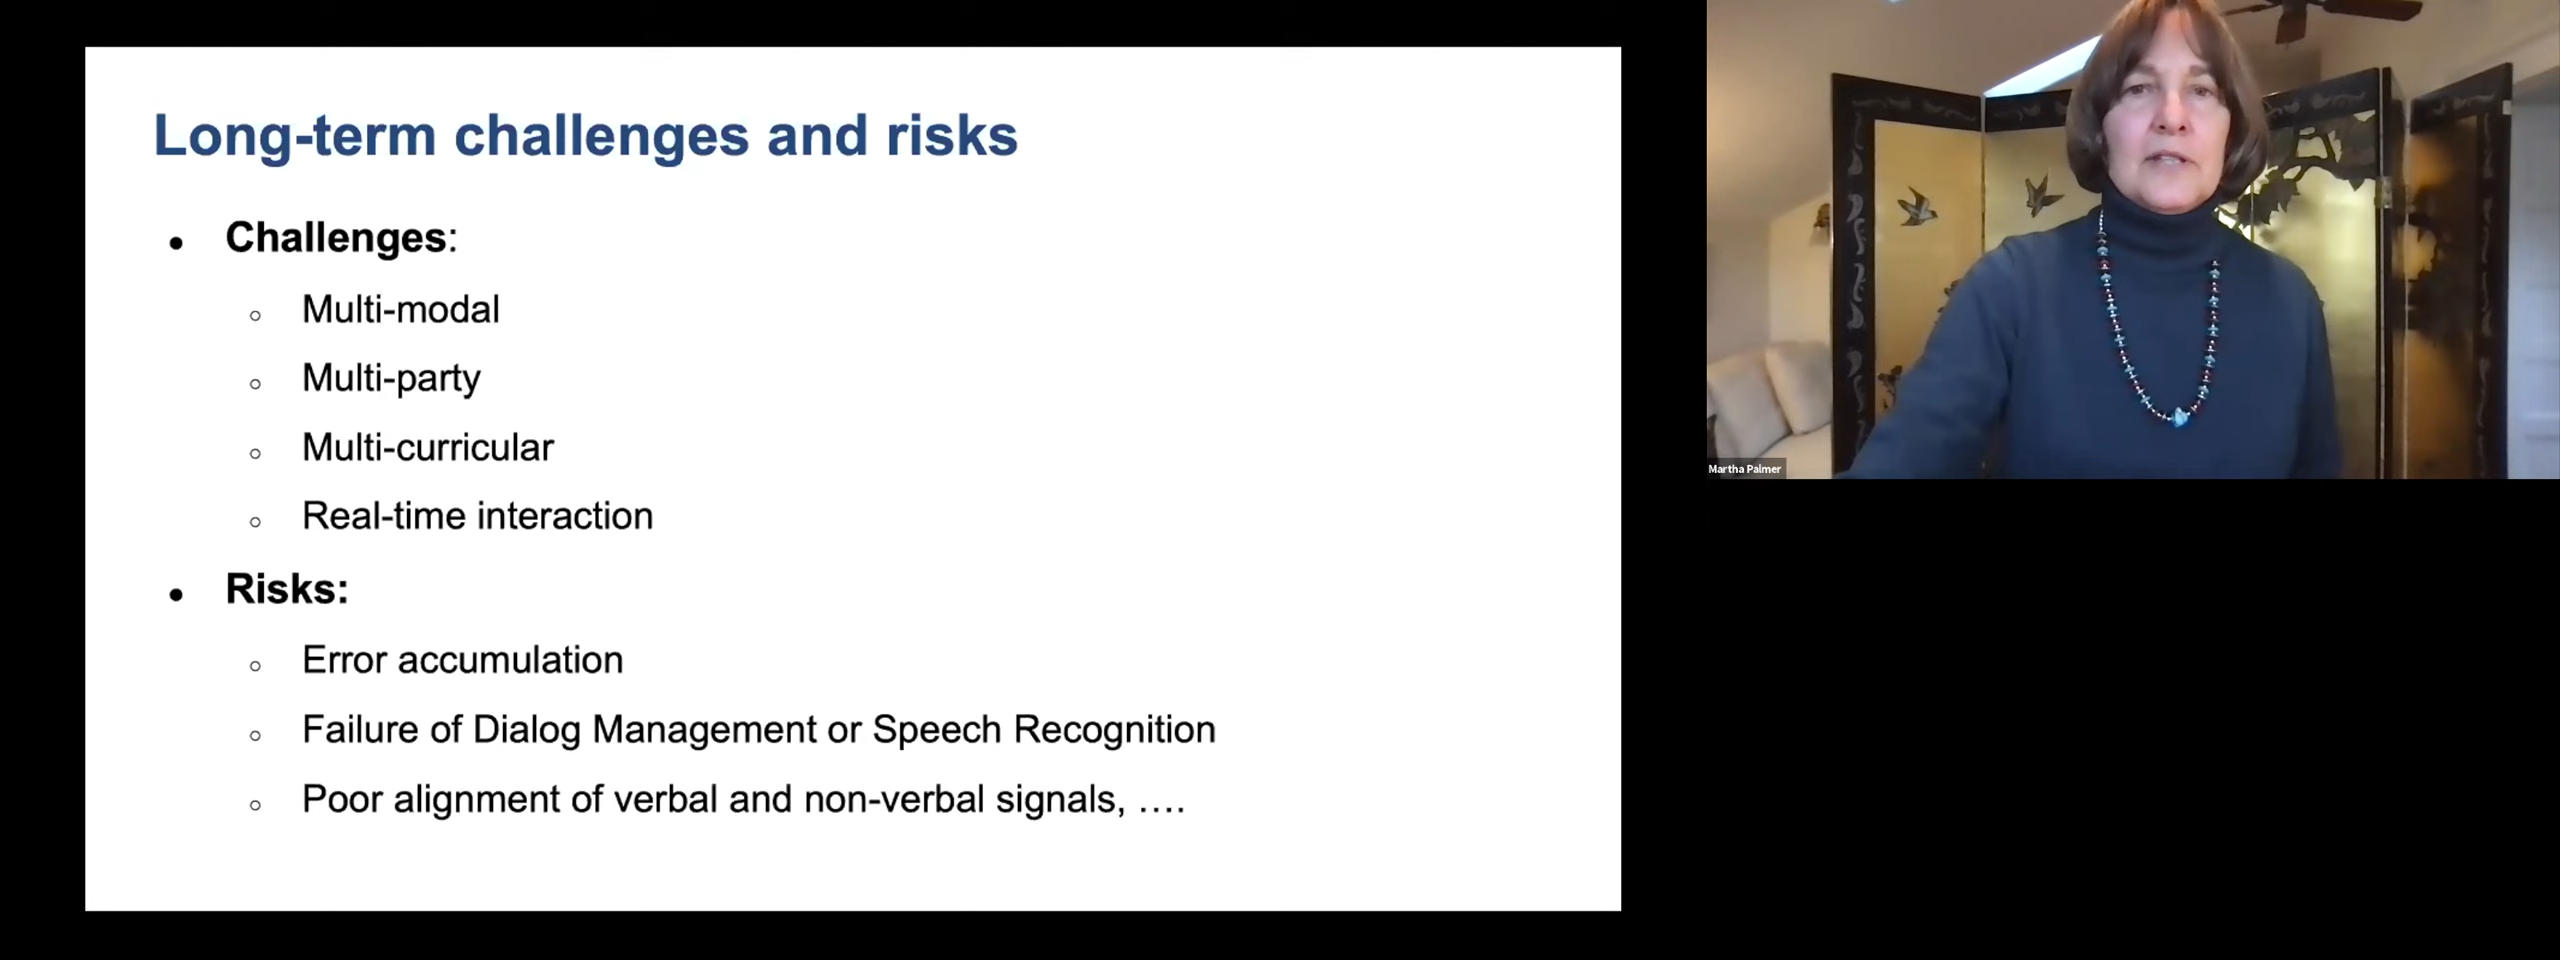 Long-term challenges and risks
● Challenges:
○ Multi-modal
○ Multi-party
○ Multi-curricular
○ Real-time interaction
● Risks:
○ Error accumulation
○ Failure of Dialog Management or Speech Recognition
○ Poor alignment of verbal and non-verbal signals, ....
Martha Palmer